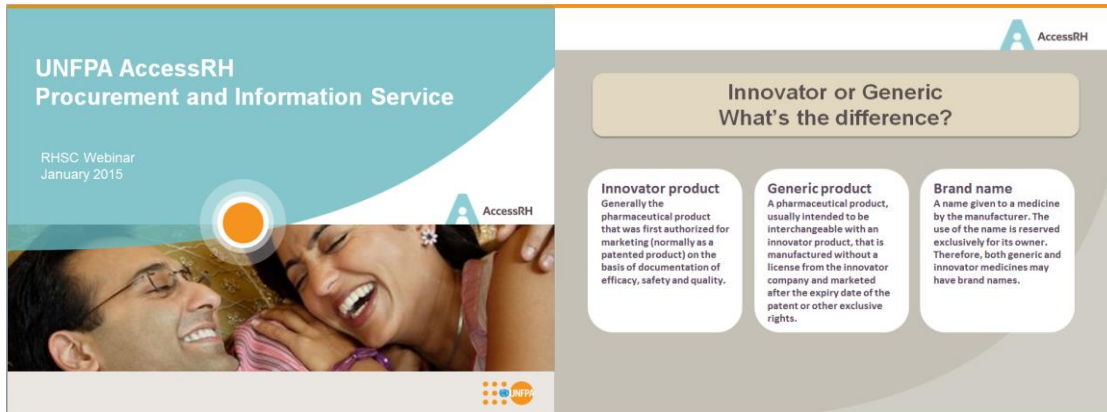 UNFPA AccessRH
Procurement and Information Service
RHSC Webinar
January 2015
AccessRH
UNFPA
AccessRH
Innovator or Generic
What's the difference?
Innovator product
Generally the
pharmaceutical product
that was first authorized for
marketing (normally as a
patented product) on the
basis of documentation of
efficacy, safety and quality.
Generic product
A pharmaceutical product,
usually intended to be
interchangeable with an
innovator product, that is
manufactured without a
license from the innovator
company and marketed
after the expiry date of the
patent or other exclusive
rights.
Brand name
A name given to a medicine
by the manufacturer. The
use of the name is reserved
exclusively for its owner.
Therefore, both generic and
innovator medicines may
have brand names.